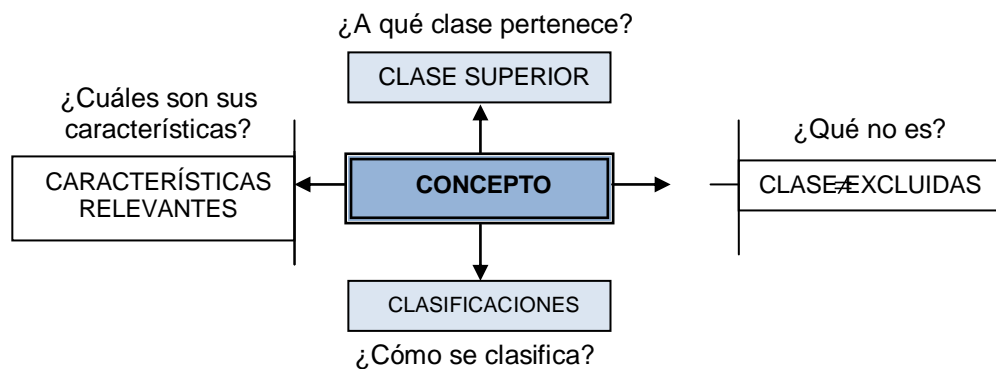 ¿A qué clase pertenece?
CLASE SUPERIOR
¿Cuáles son sus
características?
¿Qué no es?
CARACTERÍSTICAS
RELEVANTES
CONCEPTO
CLASE≠EXCLUIDAS
CLASIFICACIONES
¿Cómo se clasifica?